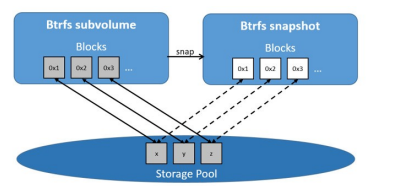 Btrfs subvolume
Blocks
0x1 0x2 0x3 ...
snap
Btrfs snapshot
Blocks
0x1 0x2 0x3 ...
x y z
Storage Pool